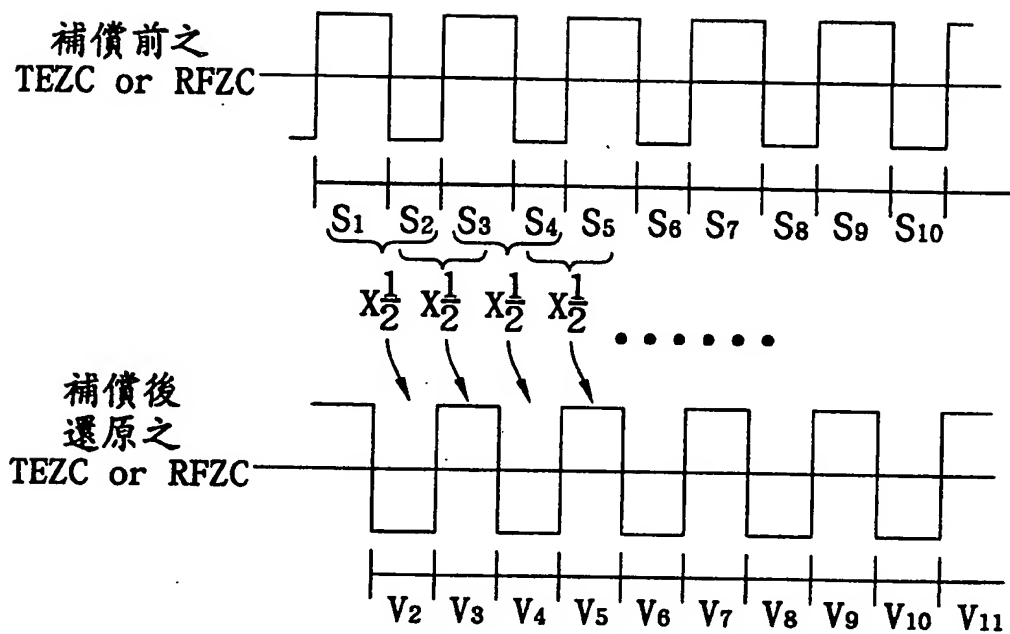 補償前之
TEZC or RFZC
S1 S2 S3 S4 S5 S6 S7 S8 S9 S10
X1/2 X1/2 X1/2 X1/2
補償後
還原之
TEZC or RFZC
V2 V3 V4 V5 V6 V7 V8 V9 V10 V11